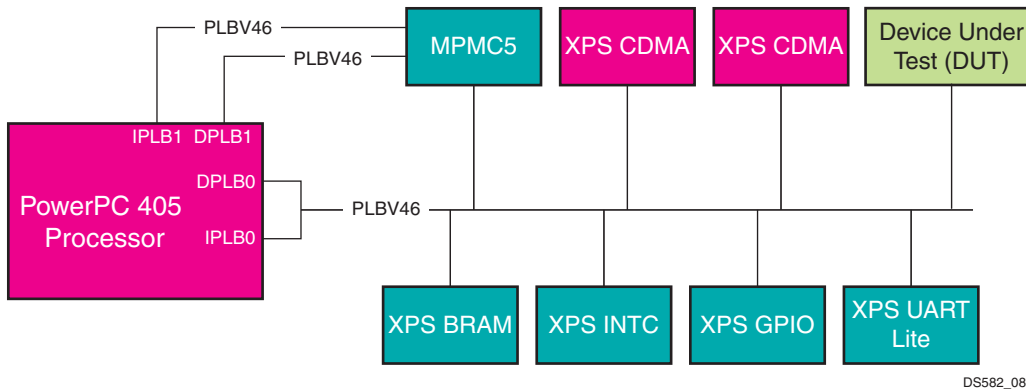 PLBV46
PLBV46
MPMC5
XPS CDMA
XPS CDMA
Device Under
Test (DUT)
IPLB1 DPLB1
DPLB0
PowerPC 405
Processor
IPLB0
PLBV46
XPS BRAM
XPS INTC
XPS GPIO
XPS UART
Lite
DS582_08